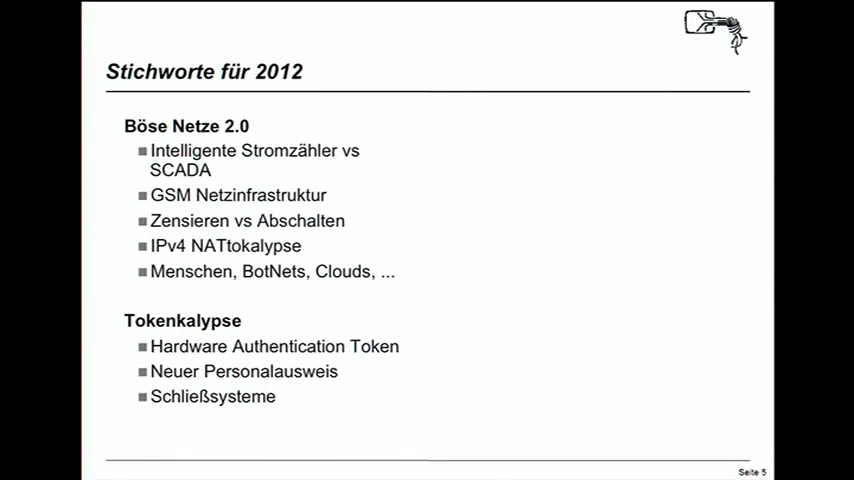 Stichworte für 2012
Böse Netze 2.0
Intelligente Stromzähler vs
SCADA
GSM Netzinfrastruktur
Zensieren vs Abschalten
IPv4 NATtokalypse
Menschen, BotNets, Clouds, ...
Tokenkalypse
Hardware Authentication Token
Neuer Personalausweis
Schließsysteme
Seite 5